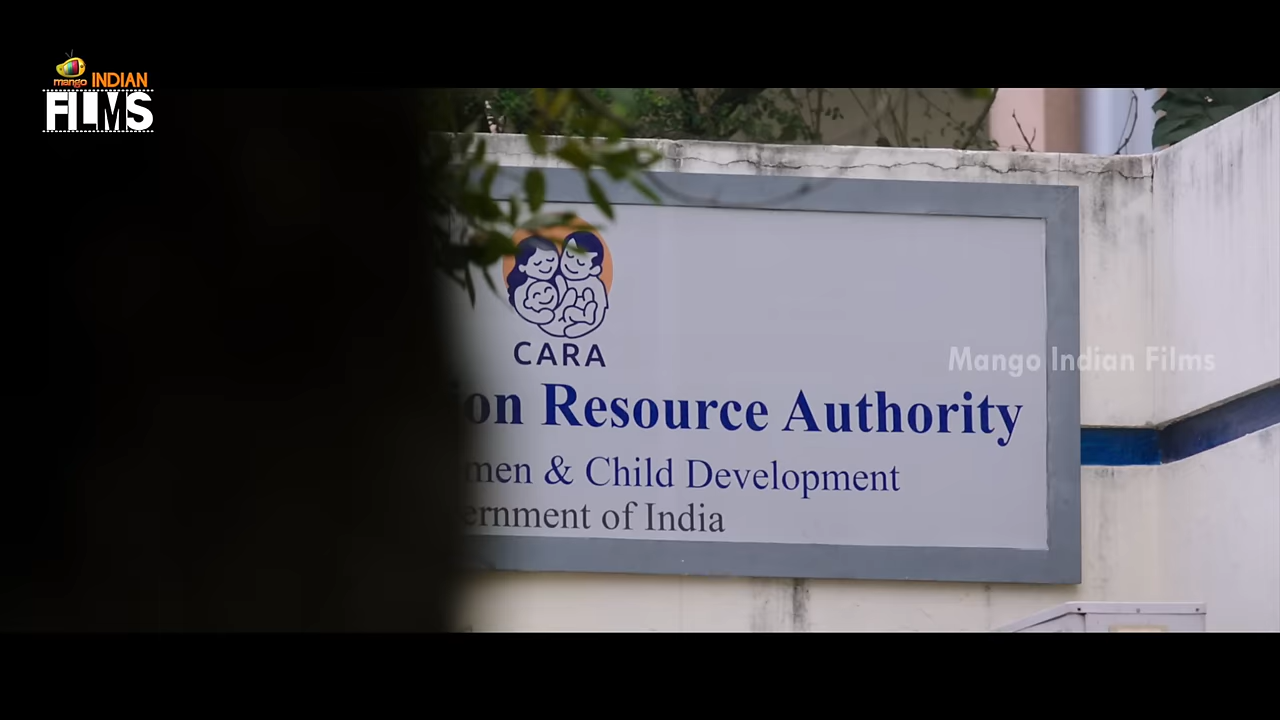 mango INDIAN
FILMS
CARA
on Resource Authority
Mango Indian Films
men & Child Development
ernment of India